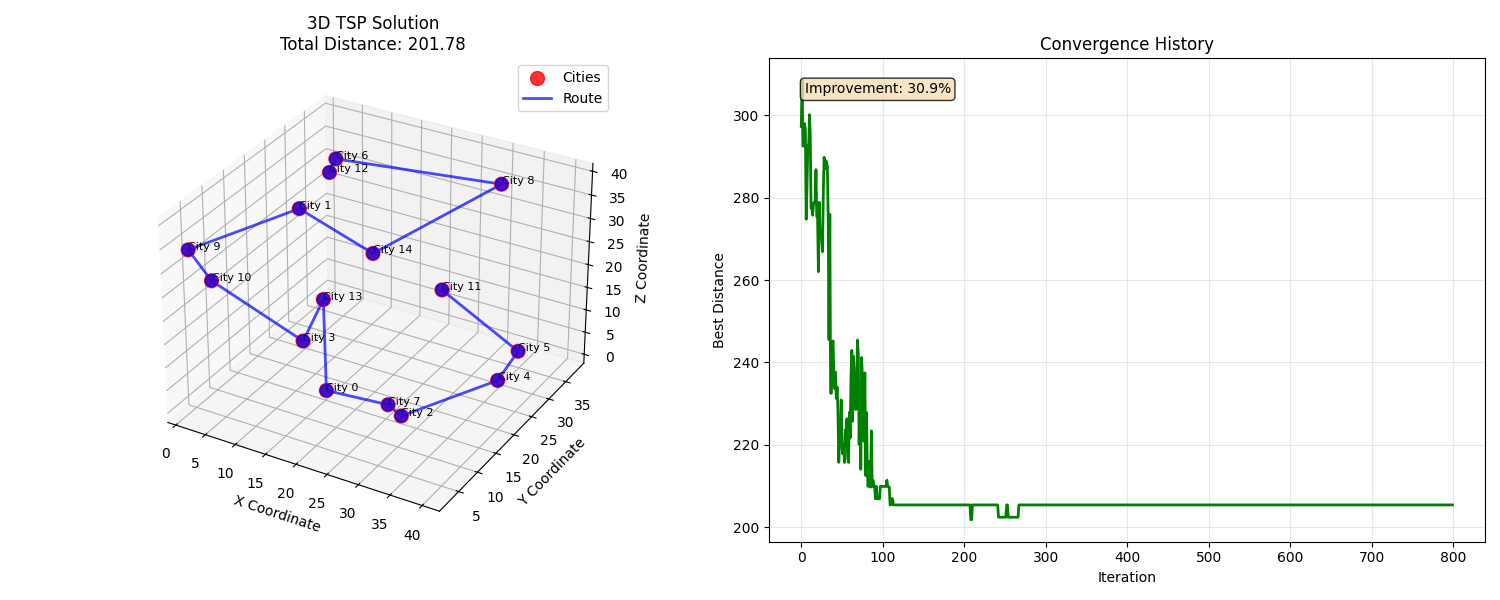 3D TSP Solution
Total Distance: 201.78
Cities
Route
City 6
City 12
City 8
City 1
City 9
City 14
City 10
City 11
City 13
City 3
City 5
City 4
City 0
City 7
City 2
40
35
30
25
20
15
10
5
0
Z Coordinate
0
5
10
15
20
25
30
35
40
X Coordinate
5
10
15
20
25
30
35
Y Coordinate
Convergence History
Improvement: 30.9%
300
280
260
240
220
200
Best Distance
0 100 200 300 400 500 600 700 800
Iteration